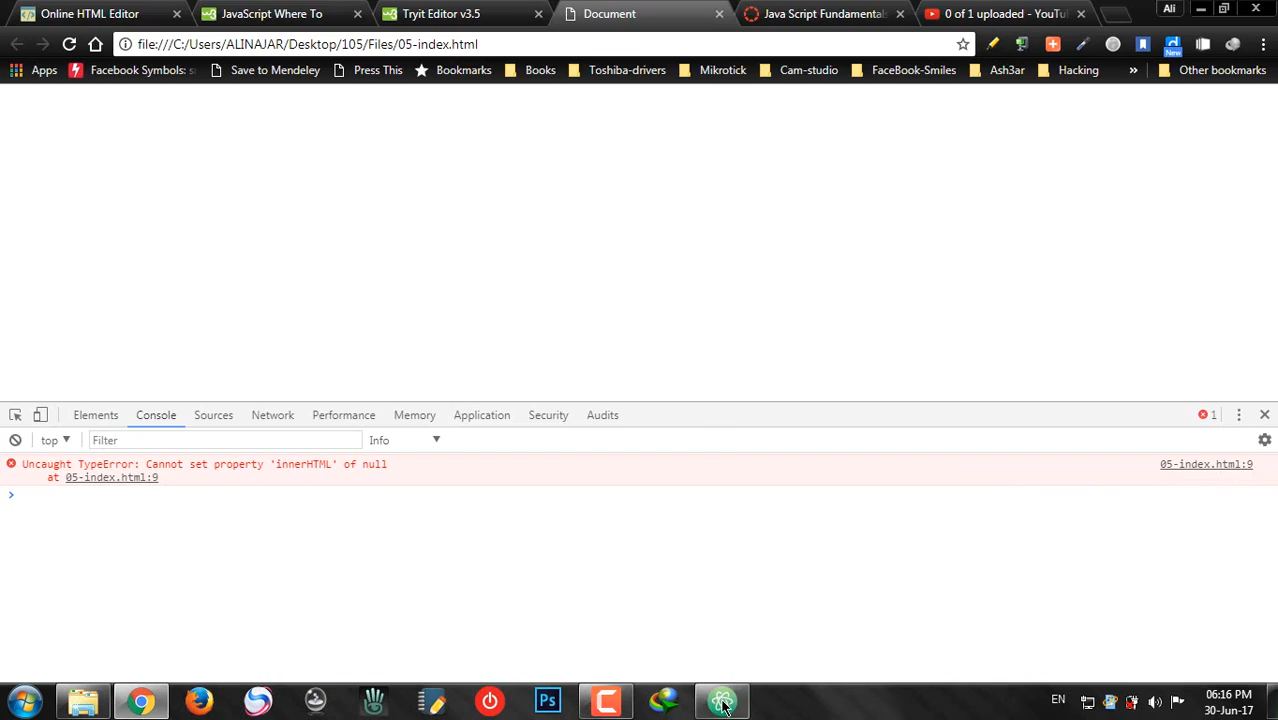 Online HTML Editor
JavaScript Where To
Tryit Editor v3.5
Document
Java Script Fundamentals
0 of 1 uploaded - YouTu
Ali
file:///C:/Users/ALINAJAR/Desktop/105/Files/05-index.html
New
Apps
Facebook Symbols: s
Save to Mendeley
Press This
Bookmarks
Books
Toshiba-drivers
Mikrotick
Cam-studio
FaceBook-Smiles
Ash3ar
Hacking
»
Other bookmarks
Elements
Console
Sources
Network
Performance
Memory
Application
Security
Audits
1
top
Filter
Info
Uncaught TypeError: Cannot set property 'innerHTML' of null
05-index.html:9
at 05-index.html:9
>
Ps
EN
06:16 PM
30-Jun-17